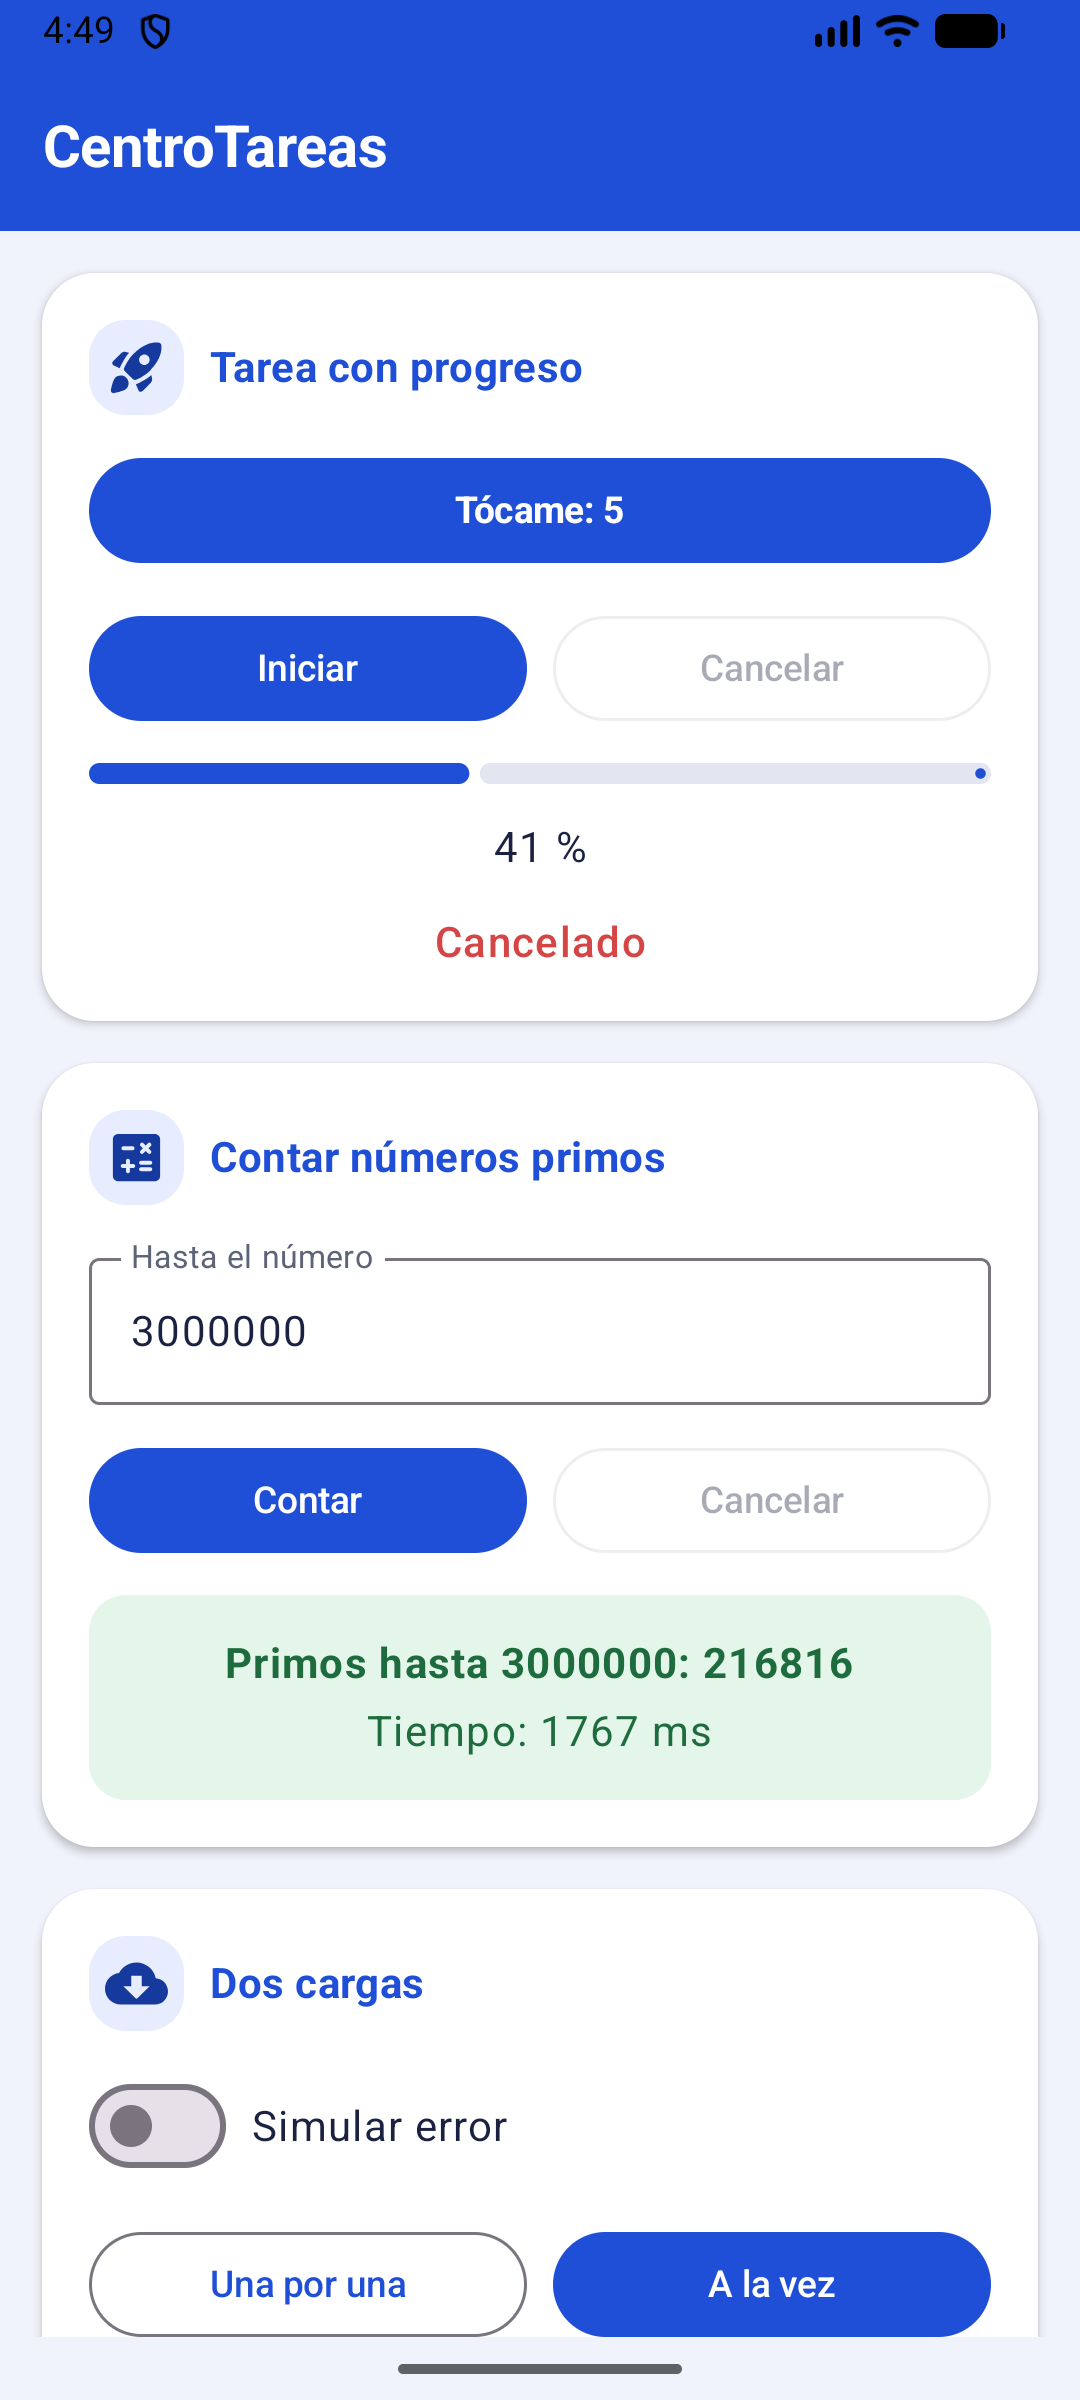 4:49
CentroTareas
Tarea con progreso
Tócame: 5
Iniciar
Cancelar
41 %
Cancelado
Contar números primos
Hasta el número
3000000
Contar
Cancelar
Primos hasta 3000000: 216816
Tiempo: 1767 ms
Dos cargas
Simular error
Una por una
A la vez